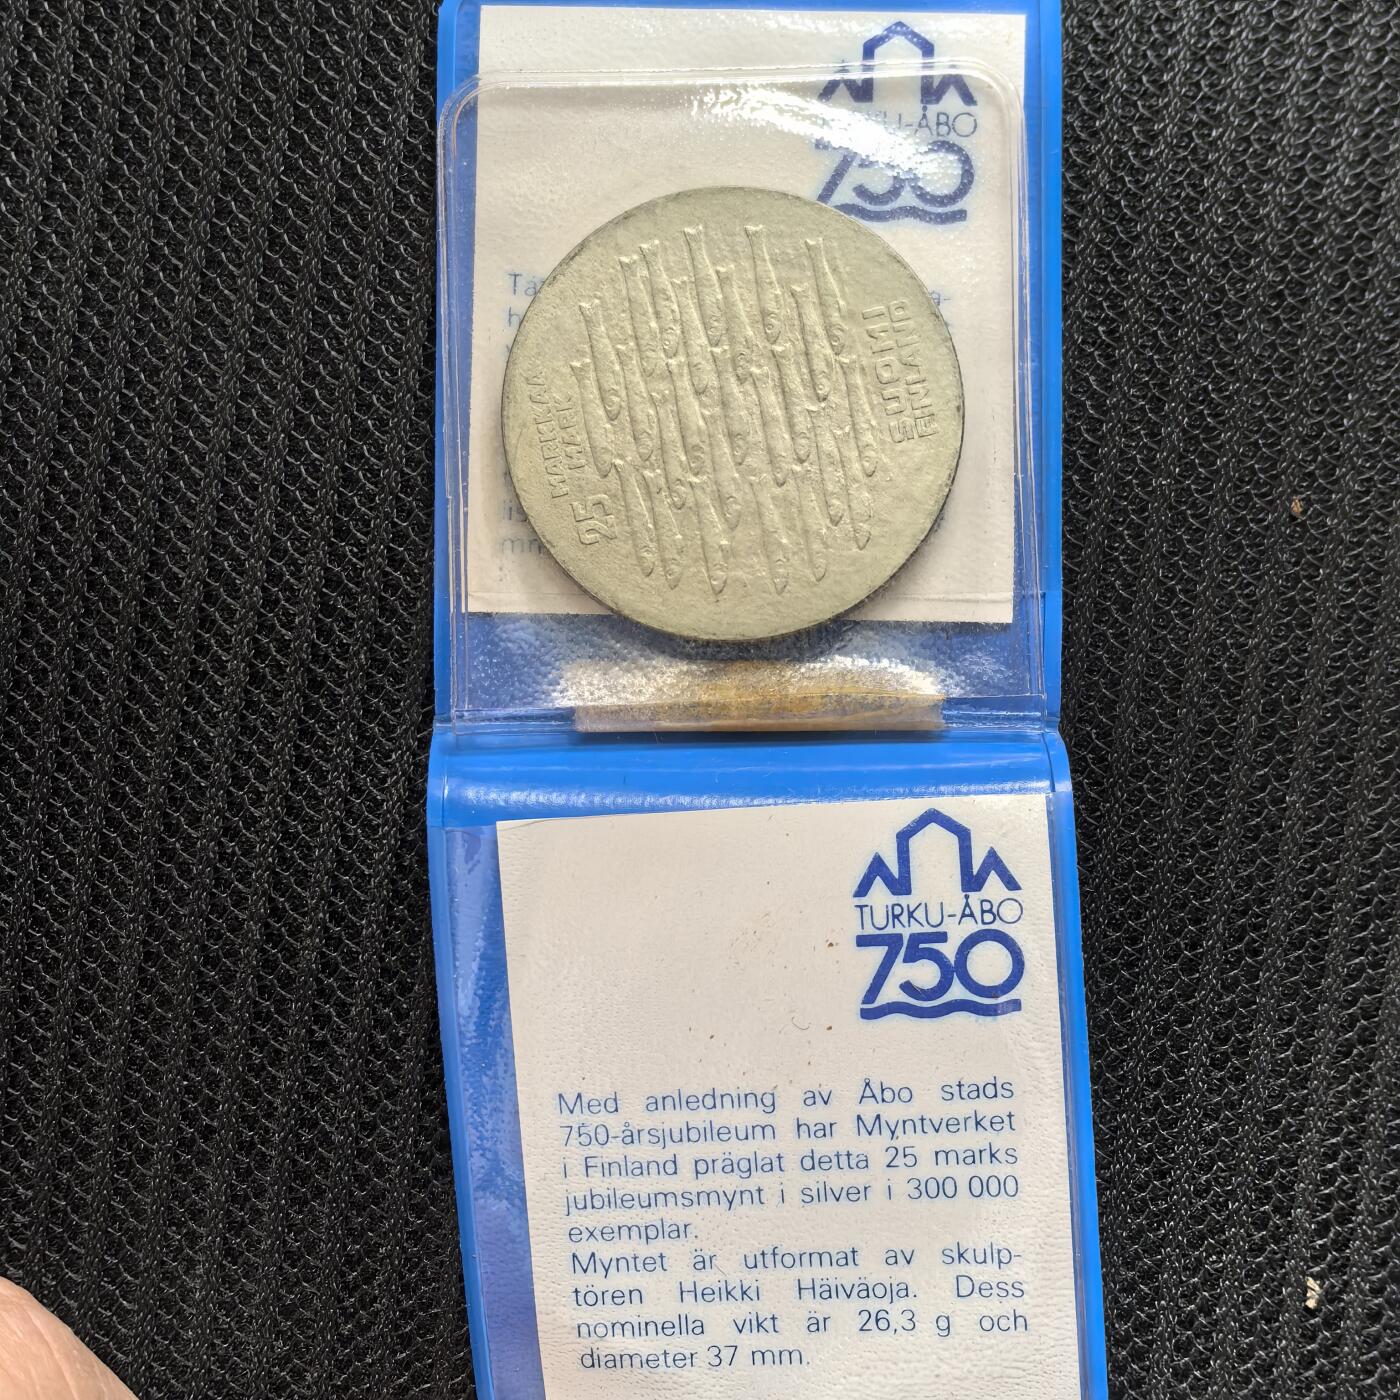 -ÅBO
750
25
MARKKAA
MARK
SUOMI
FINLAND
TURKU-ÅBO
750
Med anledning av Åbo stads
750-årsjubileum har Myntverket
i Finland präglat detta 25 marks
jubileumsmynt i silver i 300 000
exemplar.
Myntet är utformat av skulp-
tören Heikki Häiväoja. Dess
nominella vikt är 26,3 g och
diameter 37 mm.